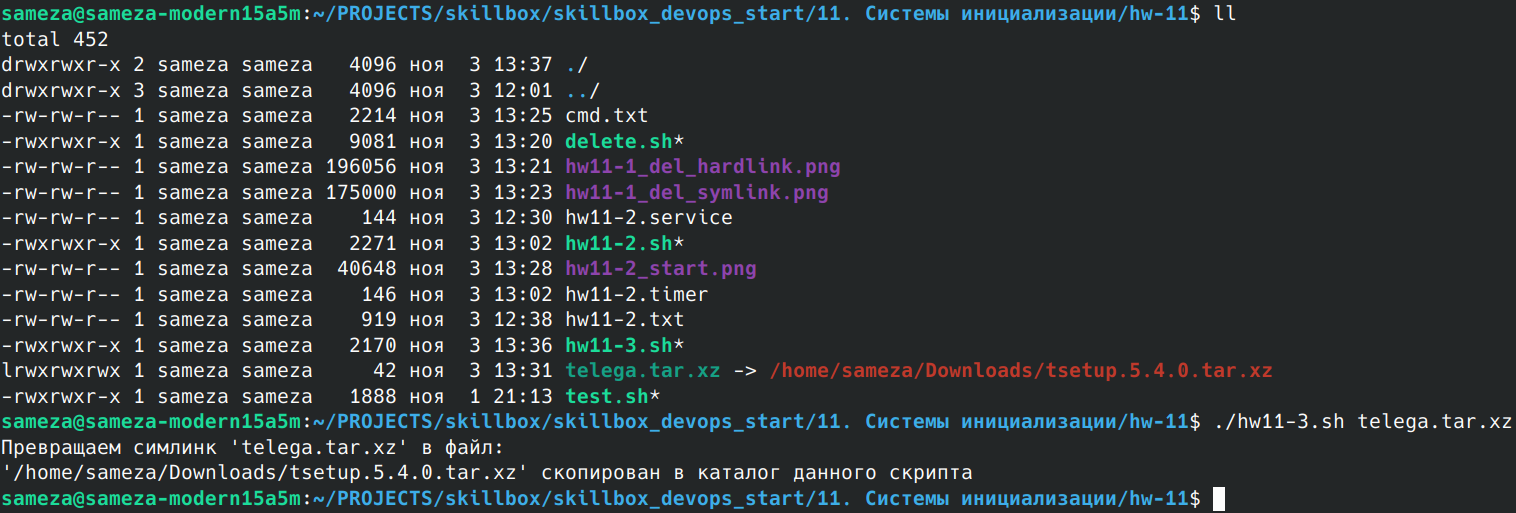 sameza@sameza-modern15a5m:~/PROJECTS/skillbox/skillbox_devops_start/11. Системы инициализации/hw-11$ ll
total 452
drwxrwxr-x 2 sameza sameza   4096 ноя  3 13:37 ./
drwxrwxr-x 3 sameza sameza   4096 ноя  3 12:01 ../
-rw-rw-r-- 1 sameza sameza   2214 ноя  3 13:25 cmd.txt
-rwxrwxr-x 1 sameza sameza   9081 ноя  3 13:20 delete.sh*
-rw-rw-r-- 1 sameza sameza 196056 ноя  3 13:21 hw11-1_del_hardlink.png
-rw-rw-r-- 1 sameza sameza 175000 ноя  3 13:23 hw11-1_del_symlink.png
-rw-rw-r-- 1 sameza sameza    144 ноя  3 12:30 hw11-2.service
-rwxrwxr-x 1 sameza sameza   2271 ноя  3 13:02 hw11-2.sh*
-rw-rw-r-- 1 sameza sameza  40648 ноя  3 13:28 hw11-2_start.png
-rw-rw-r-- 1 sameza sameza    146 ноя  3 13:02 hw11-2.timer
-rw-rw-r-- 1 sameza sameza    919 ноя  3 12:38 hw11-2.txt
-rwxrwxr-x 1 sameza sameza   2170 ноя  3 13:36 hw11-3.sh*
lrwxrwxrwx 1 sameza sameza     42 ноя  3 13:31 telega.tar.xz -> /home/sameza/Downloads/tsetup.5.4.0.tar.xz
-rwxrwxr-x 1 sameza sameza   1888 ноя  1 21:13 test.sh*
sameza@sameza-modern15a5m:~/PROJECTS/skillbox/skillbox_devops_start/11. Системы инициализации/hw-11$ ./hw11-3.sh telega.tar.xz
Превращаем симлинк 'telega.tar.xz' в файл:
'/home/sameza/Downloads/tsetup.5.4.0.tar.xz' скопирован в каталог данного скрипта
sameza@sameza-modern15a5m:~/PROJECTS/skillbox/skillbox_devops_start/11. Системы инициализации/hw-11$